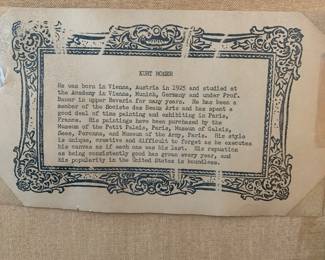 KURT MOSER
He was born in Vienna, Austria in 1925 and studied at
the Academy in Vienna, Munich, Germany and under Prof.
Bauer in upper Bavaria for many years. He has been a
member of the Societe des Beaux Arts and has spent a
good deal of time painting and exhibiting in Paris,
France. His paintings have been purchased by the
Museum of the Petit Palais, Paris, Museum of Calais,
Caen, Peronne, and Museum of the Army, Paris. His style
is unique, creative and difficult to forget as he executes
his canvas as if each one was his last. His reputation
as being consistently good has grown every year, and
his popularity in the United States is boundless.